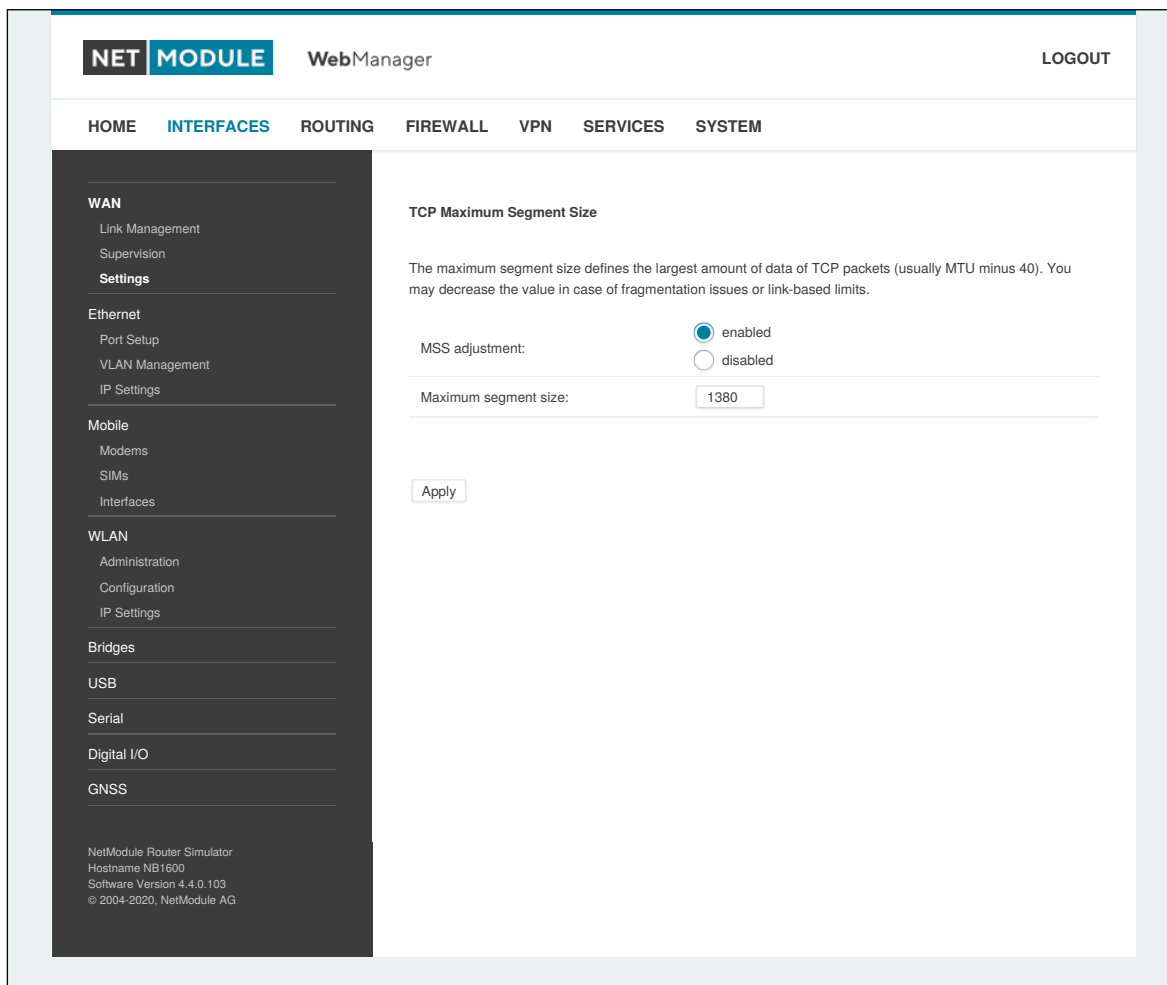 NET MODULE WebManager LOGOUT
HOME INTERFACES ROUTING FIREWALL VPN SERVICES SYSTEM
WAN
Link Management
Supervision
Settings
Ethernet
Port Setup
VLAN Management
IP Settings
Mobile
Modems
SIMs
Interfaces
WLAN
Administration
Configuration
IP Settings
Bridges
USB
Serial
Digital I/O
GNSS
NetModule Router Simulator
Hostname NB1600
Software Version 4.4.0.103
© 2004-2020, NetModule AG
TCP Maximum Segment Size
The maximum segment size defines the largest amount of data of TCP packets (usually MTU minus 40). You
may decrease the value in case of fragmentation issues or link-based limits.
MSS adjustment:
enabled
disabled
Maximum segment size: 1380
Apply